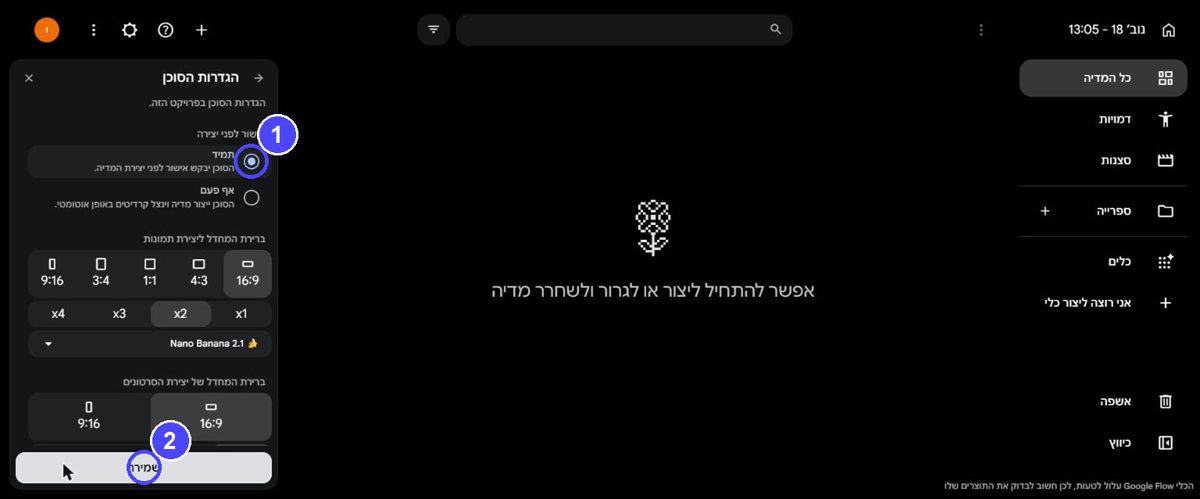 נוב׳ 18 - 13:05
י
כל המדיה
דמויות
סצנות
ספרייה
כלים
אני רוצה ליצור כלי
אשפה
כיווץ
אפשר להתחיל ליצור או לגרור ולשחרר מדיה
הגדרות הסוכן
הגדרות הסוכן בפרויקט הזה.
לפני יצירה
1
תמיד
הסוכן יבקש אישור לפני יצירת המדיה.
אף פעם
הסוכן ייצור מדיה וינצל קרדיטים באופן אוטומטי.
ברירת המחדל ליצירת תמונות
16:9 4:3 1:1 3:4 9:16
x1 x2 x3 x4
Nano Banana 2.1
ברירת המחדל של יצירת הסרטונים
16:9 9:16
2
שמירה
הכלי Google Flow עלול לטעות, לכן חשוב לבדוק את התוצרים שלו